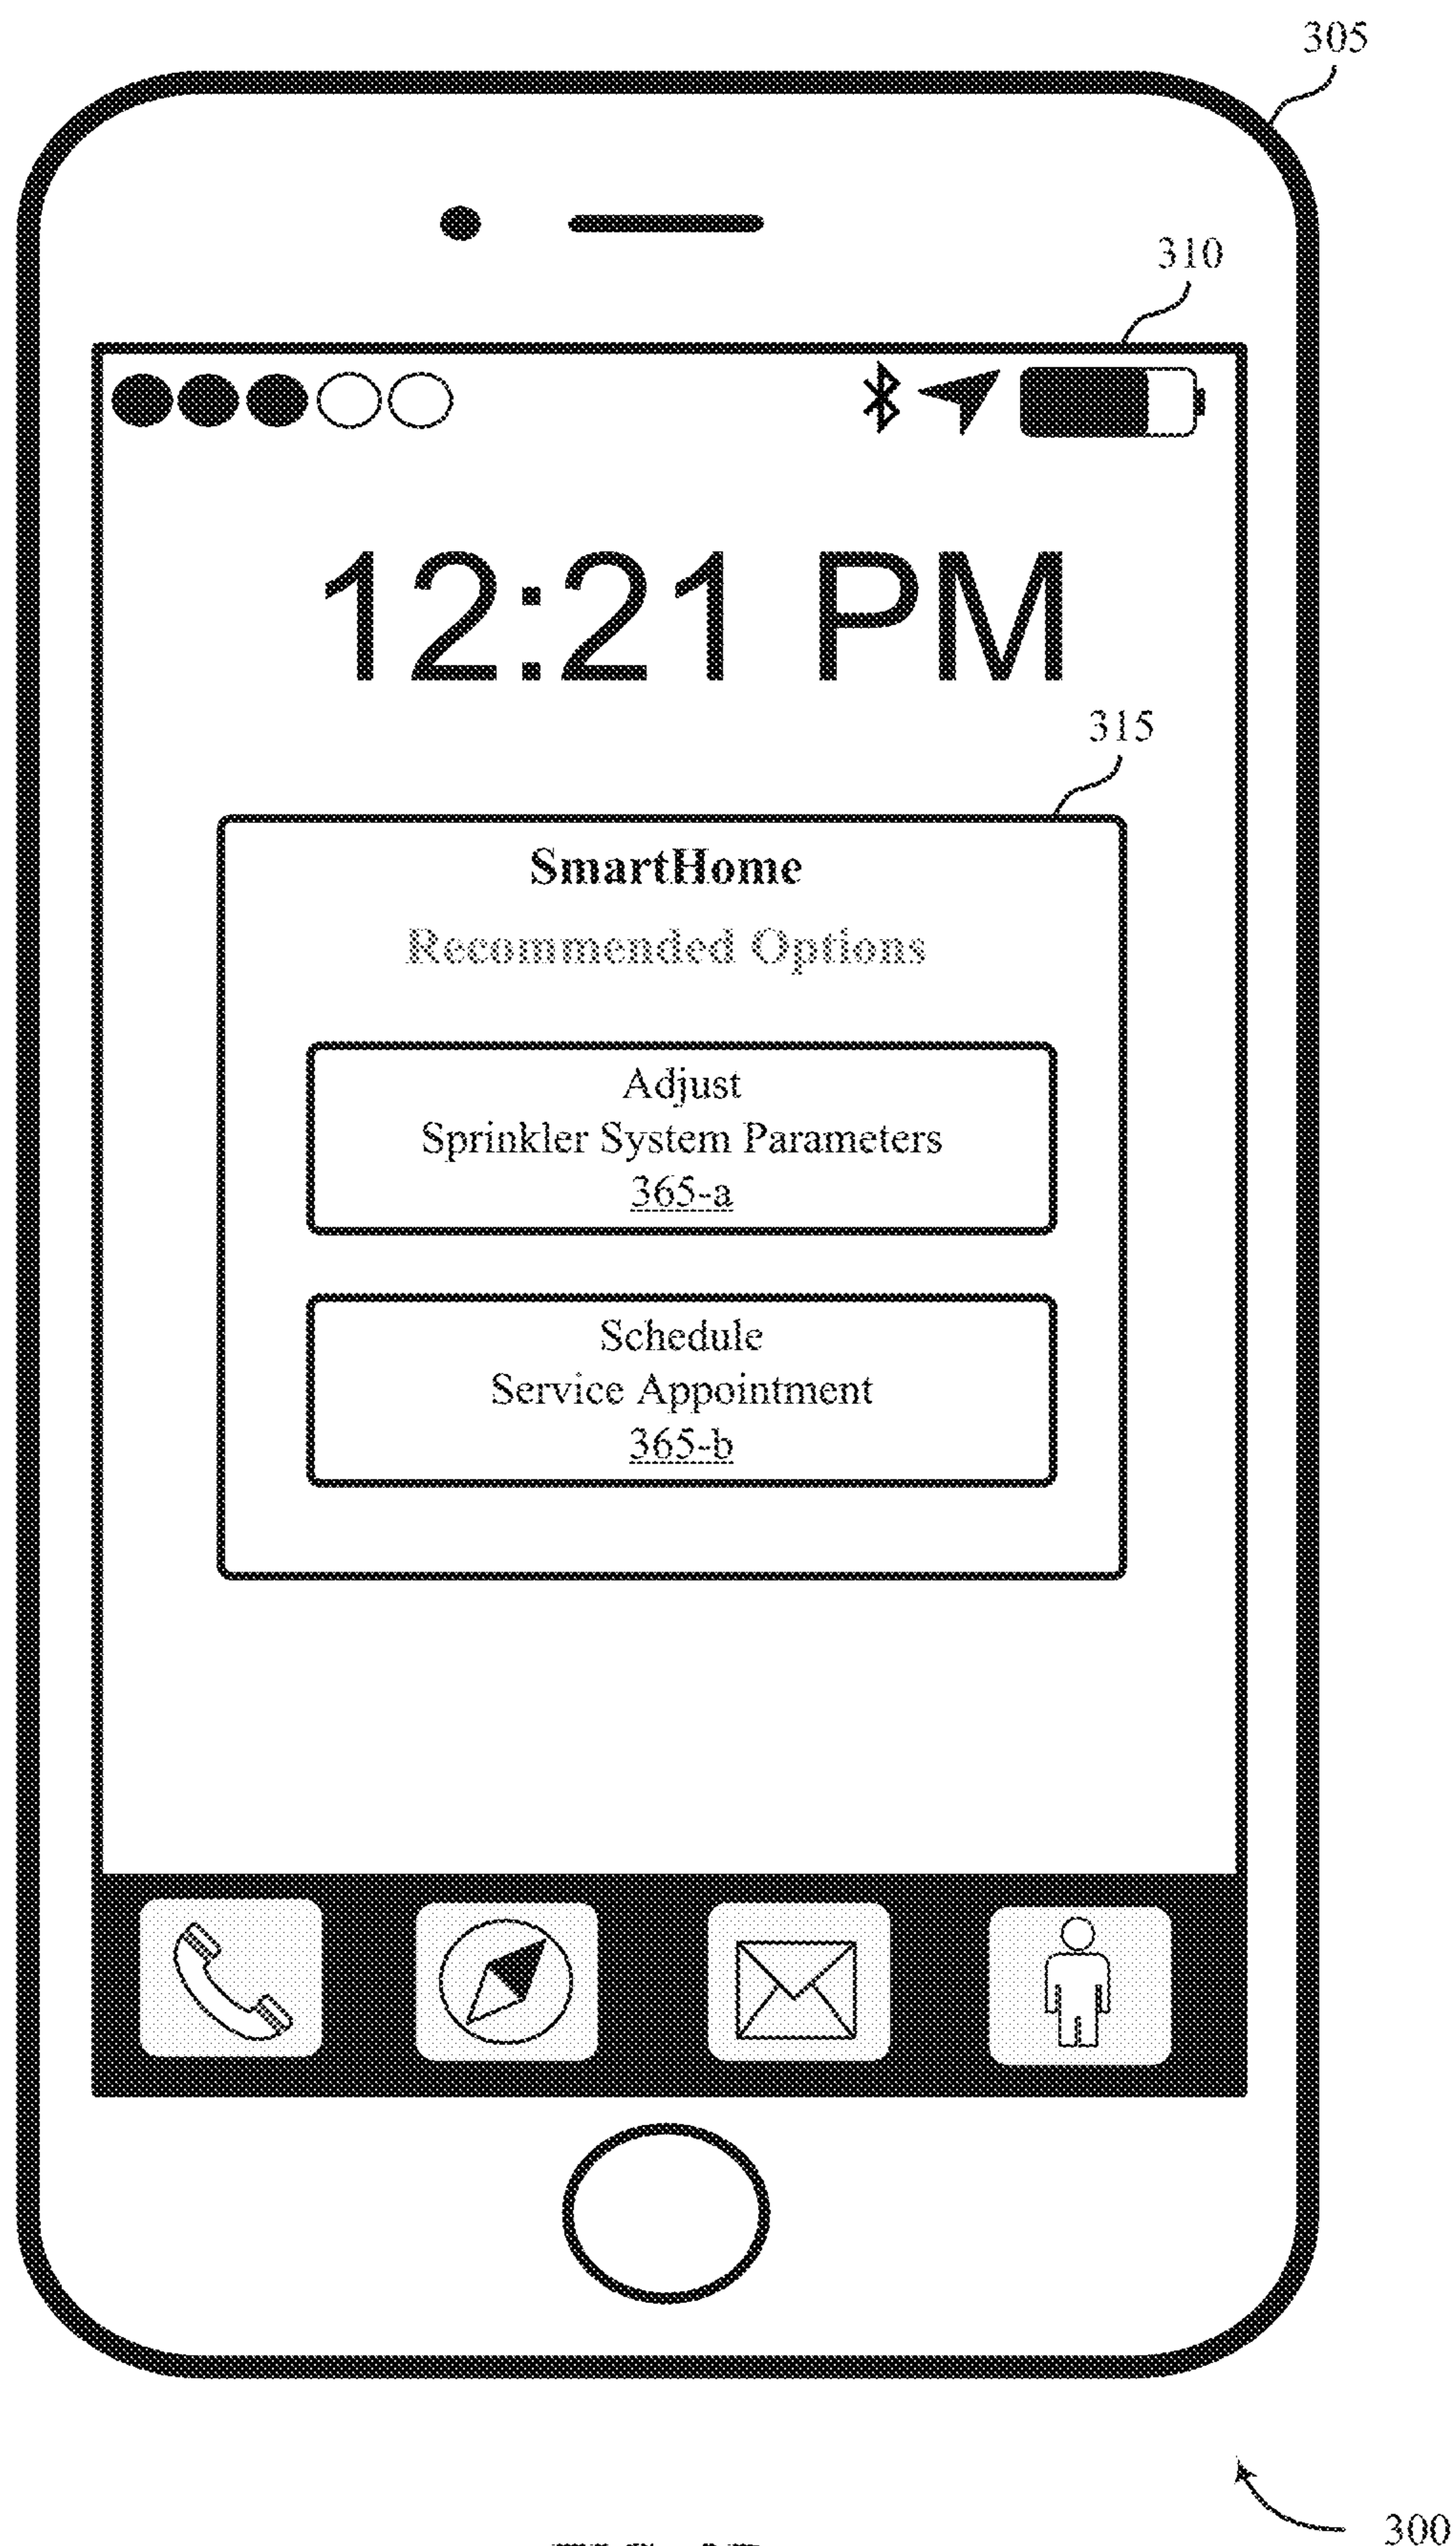 305
310
12:21 PM
315
SmartHome
Recommended Options
Adjust
Sprinkler System Parameters
365-a
Schedule
Service Appointment
365-b
300